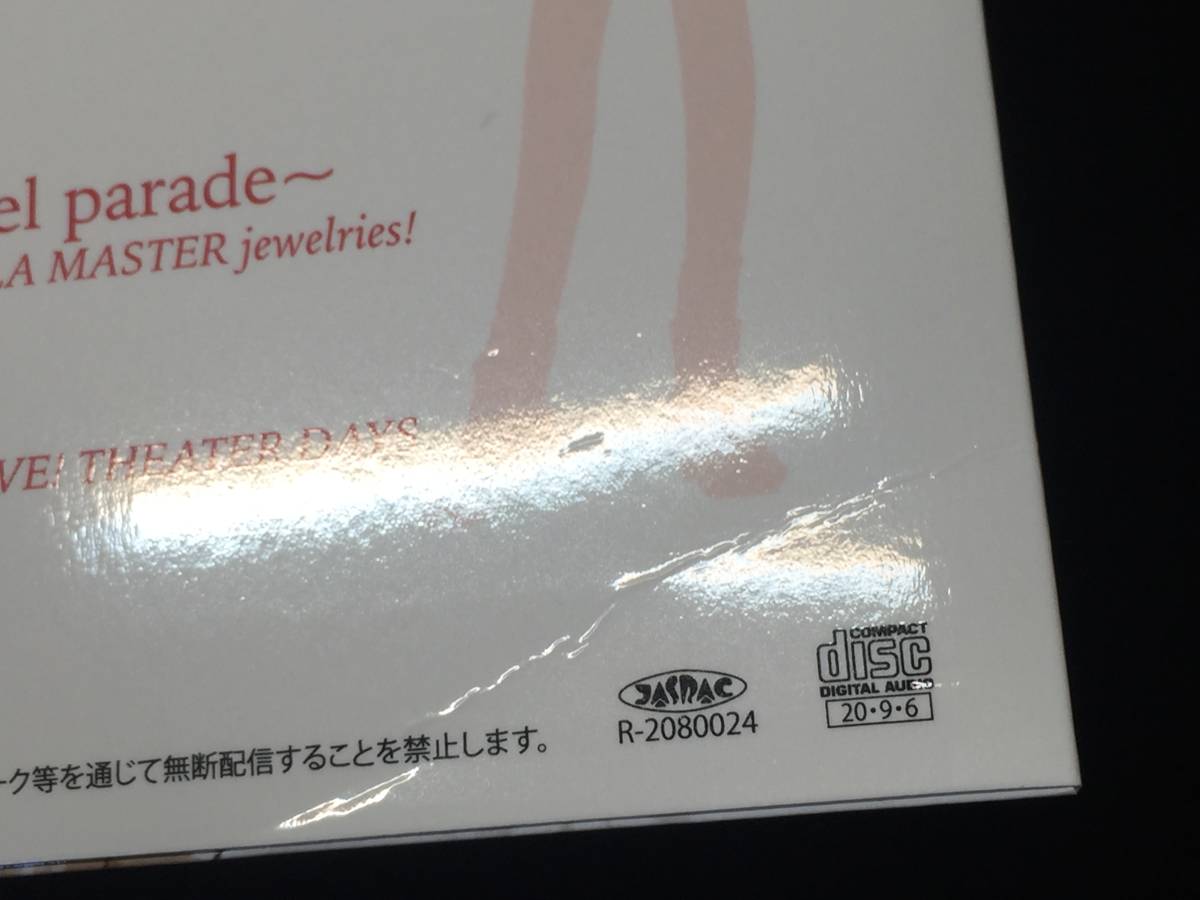 el parade～
LA MASTER jewelries!
VE! THEATER DAYS
COMPACT
disc
DIGITAL AUDIO
JASRAC
20・9・6
R-2080024
ーク等を通じて無断配信することを禁止します。